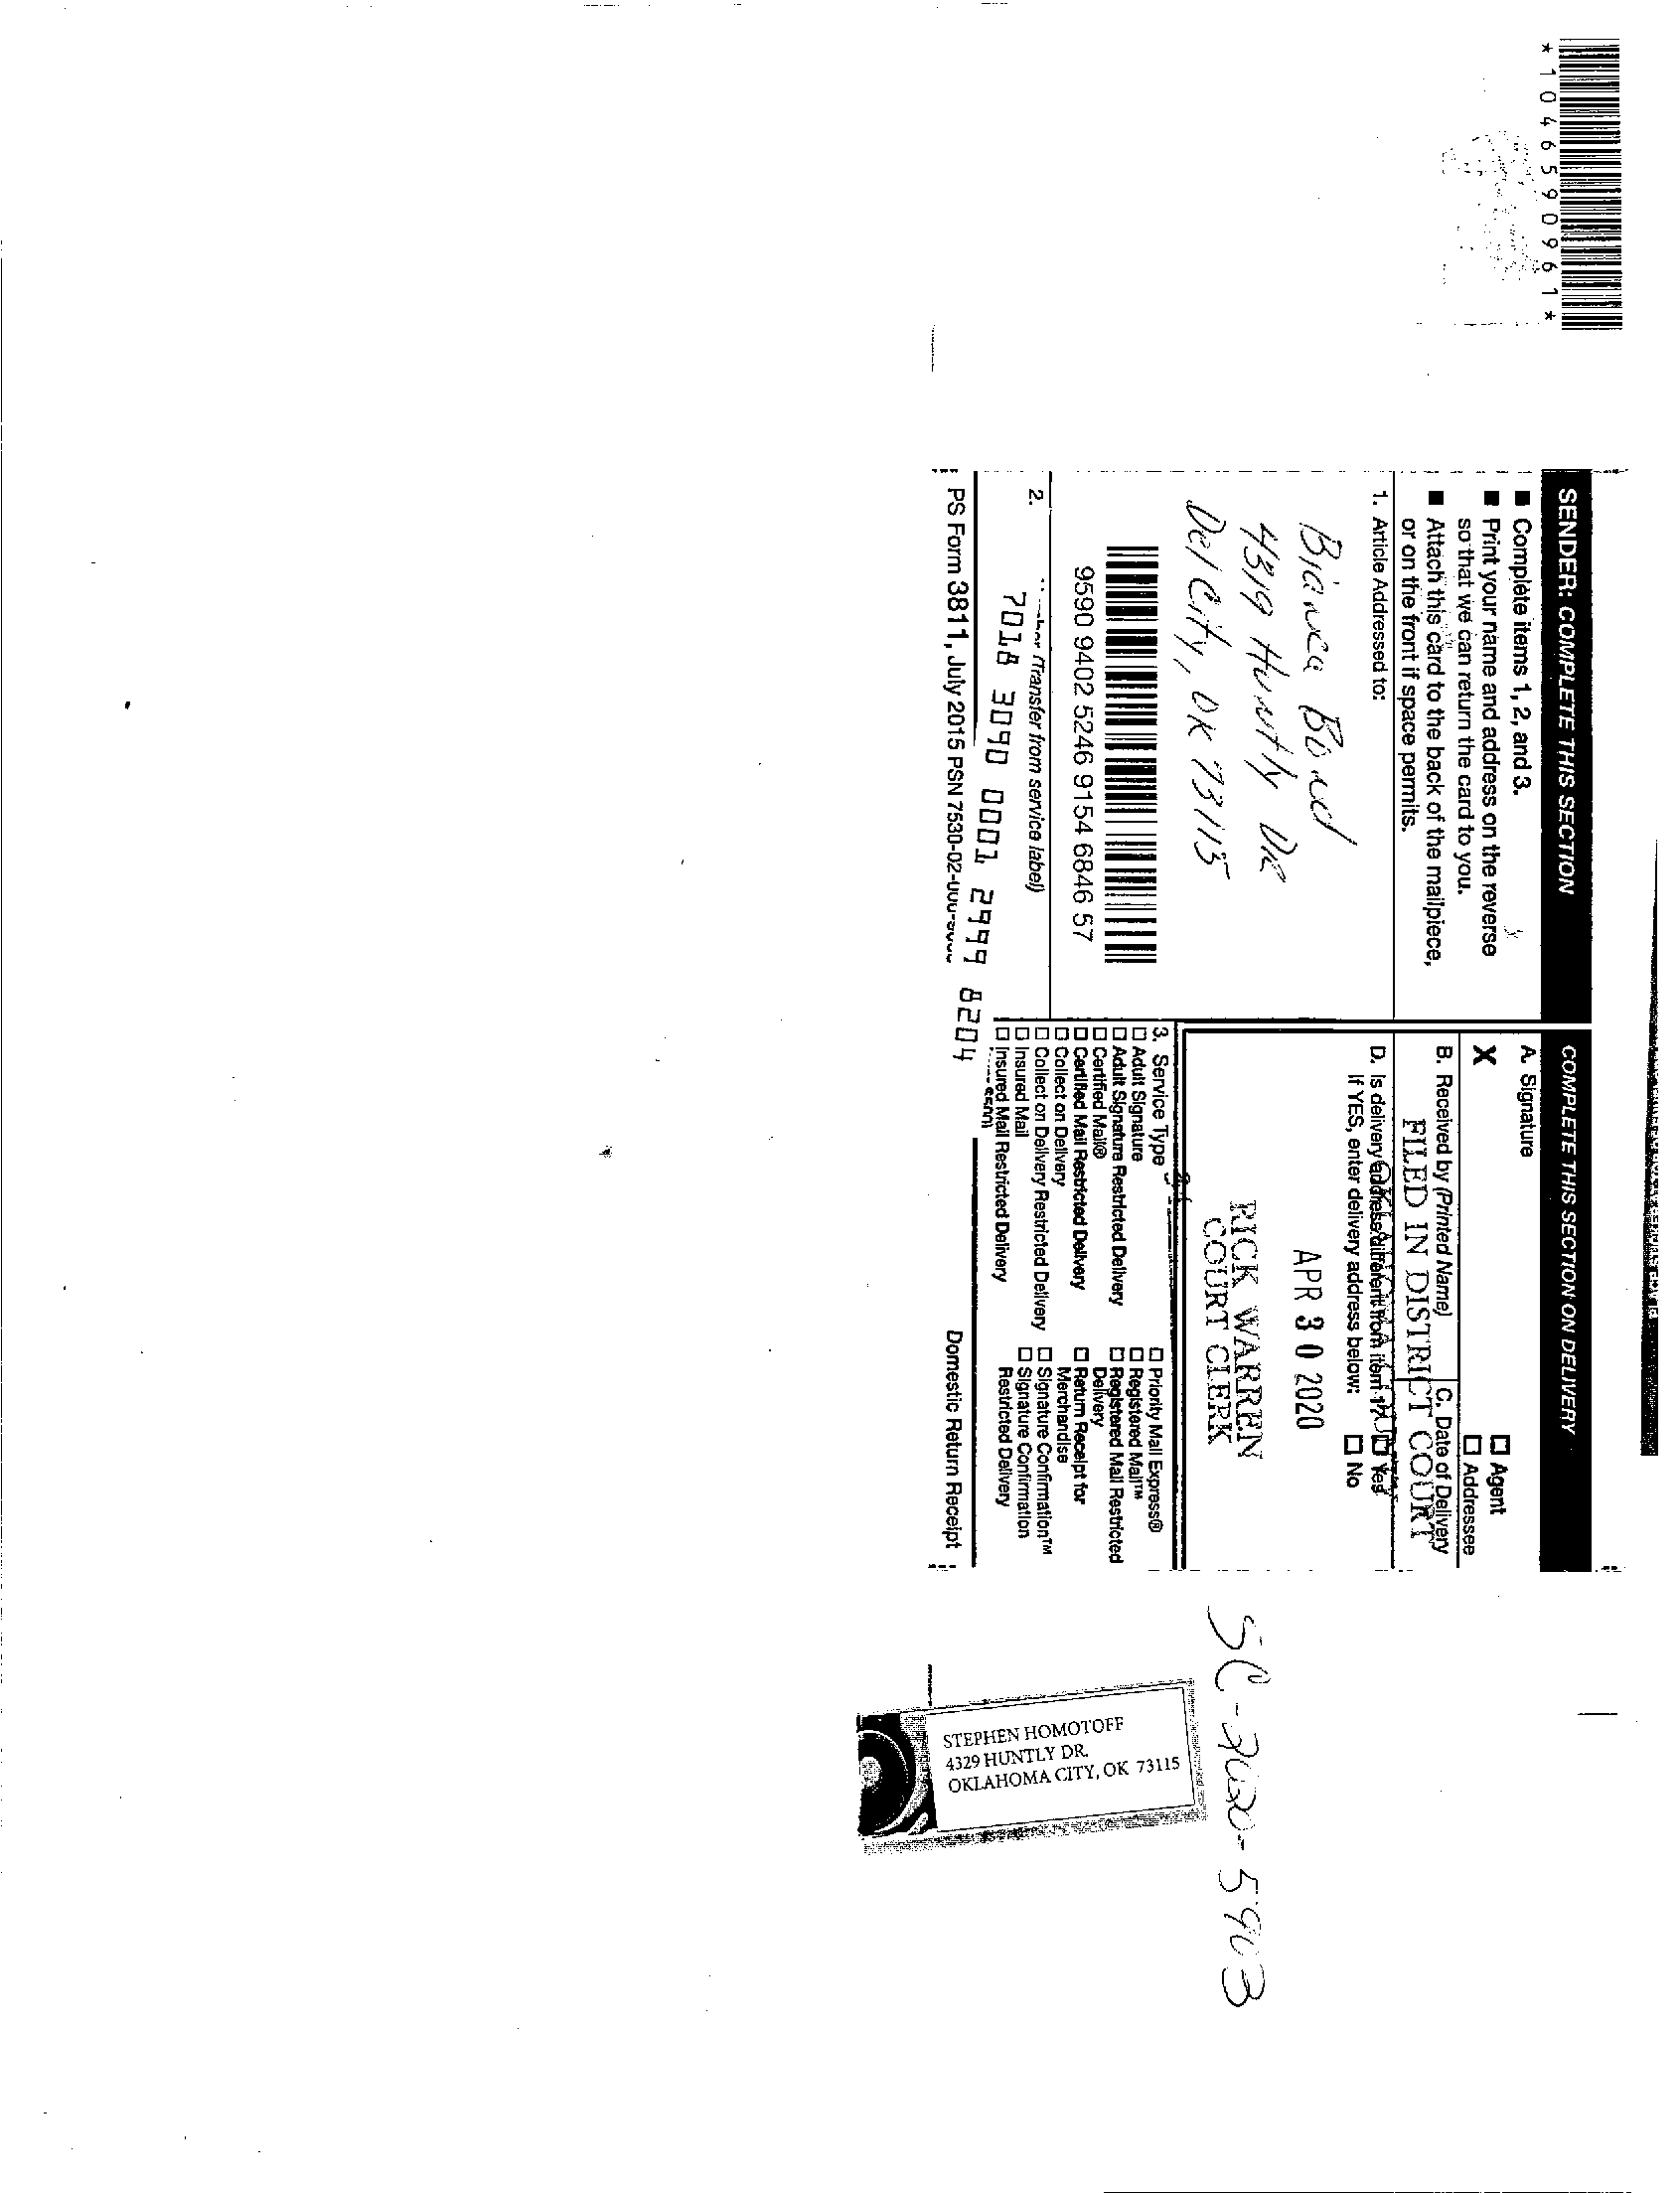 *1046590961*
SENDER: COMPLETE THIS SECTION
■ Complete items 1, 2, and 3.
■ Print your name and address on the reverse
so that we can return the card to you.
■ Attach this card to the back of the mailpiece,
or on the front if space permits.
1. Article Addressed to:
Bianca Bond
4319 Huntly DR
Del City, OK 73115
9590 9402 5246 9154 6846 57
2. (Transfer from service label)
7018 3090 0001 2999 8204
PS Form 3811, July 2015 PSN 7530-02-
COMPLETE THIS SECTION ON DELIVERY
A. Signature
X
☐ Agent
☐ Addressee
B. Received by (Printed Name)
C. Date of Delivery
FILED IN DISTRICT COURT
D. Is delivery address different from item 1? ☐ Yes
If YES, enter delivery address below: ☐ No
APR 30 2020
RICK WARREN
COURT CLERK
3. Service Type
☐ Adult Signature
☐ Adult Signature Restricted Delivery
☐ Certified Mail®
☐ Certified Mail Restricted Delivery
☐ Collect on Delivery
☐ Collect on Delivery Restricted Delivery
☐ Insured Mail
☐ Insured Mail Restricted Delivery
☐ Priority Mail Express®
☐ Registered Mail™
☐ Registered Mail Restricted
Delivery
☐ Return Receipt for
Merchandise
☐ Signature Confirmation™
☐ Signature Confirmation
Restricted Delivery
Domestic Return Receipt
SC-2020-5903
STEPHEN HOMOTOFF
4329 HUNTLY DR.
OKLAHOMA CITY, OK 73115